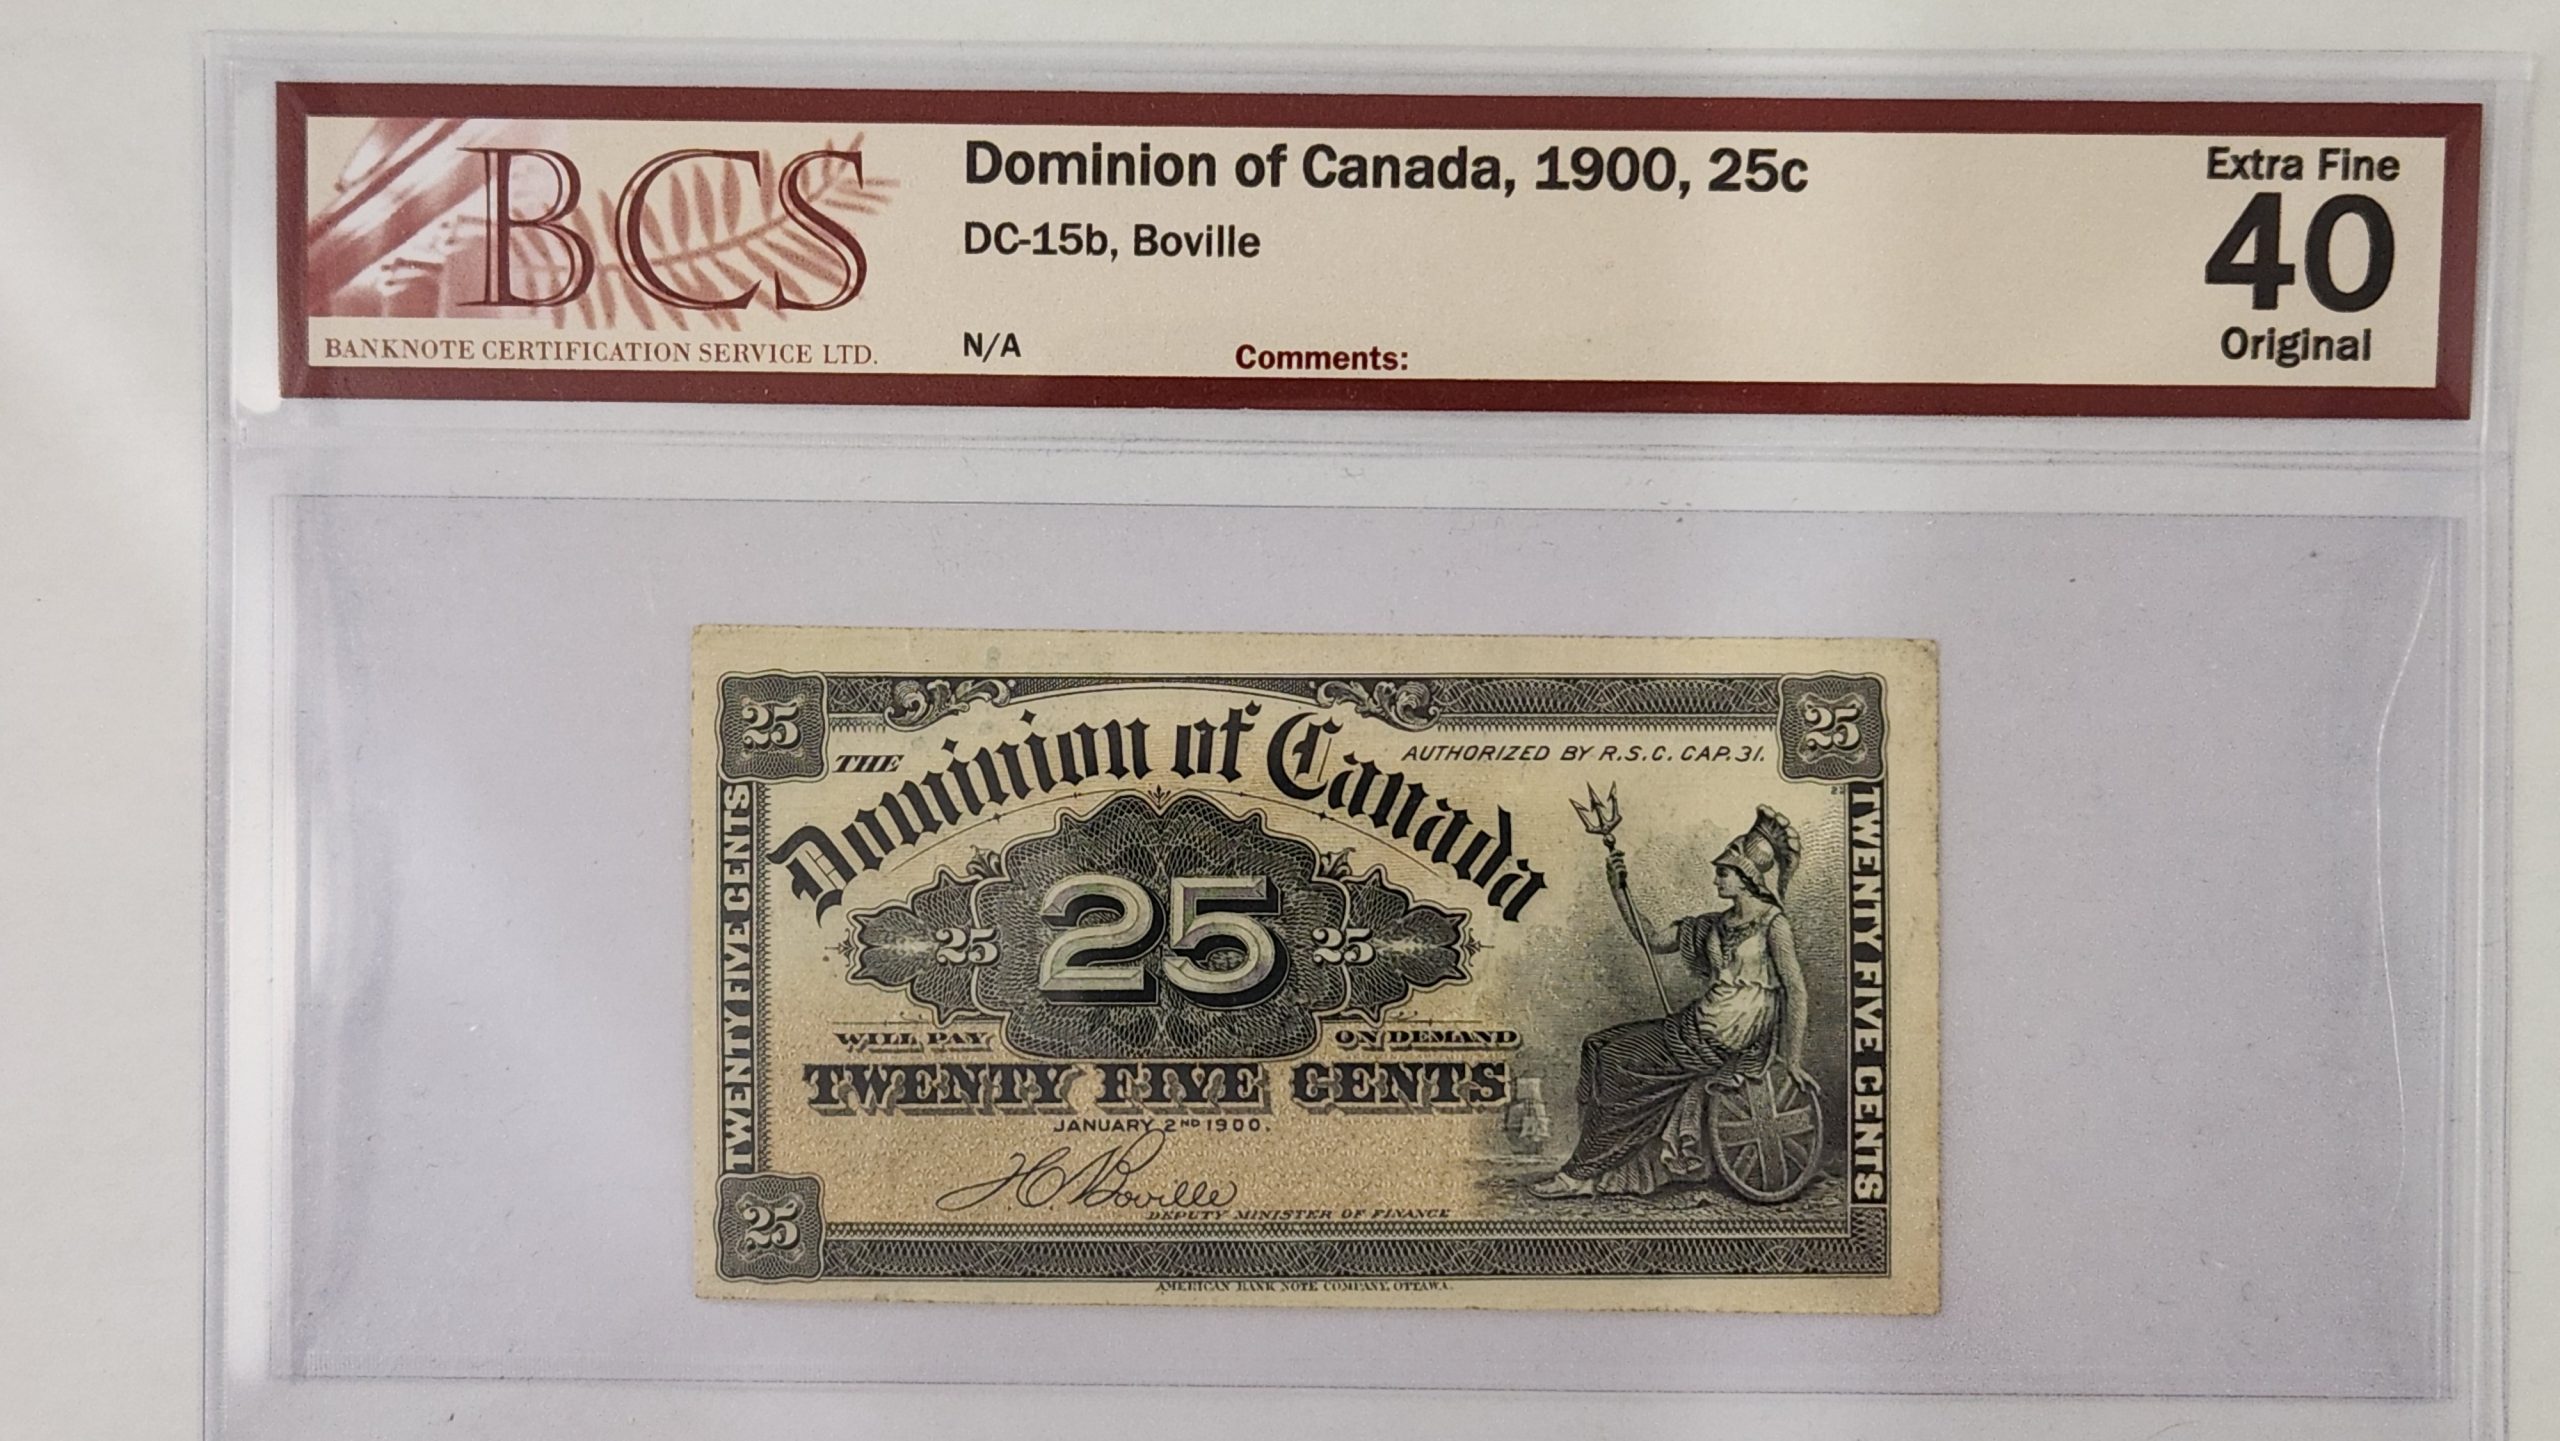 BCS
BANKNOTE CERTIFICATION SERVICE LTD.
Dominion of Canada, 1900, 25c
DC-15b, Boville
N/A
Comments:
Extra Fine
40
Original
25
25
THE
Dominion of Canada
AUTHORIZED BY R.S.C. CAP. 31.
TWENTY FIVE CENTS
25
25
25
TWENTY FIVE CENTS
WILL PAY
ON DEMAND
TWENTY FIVE CENTS
JANUARY 2ND 1900.
Boville
DEPUTY MINISTER OF FINANCE
25
AMERICAN BANK NOTE COMPANY, OTTAWA.